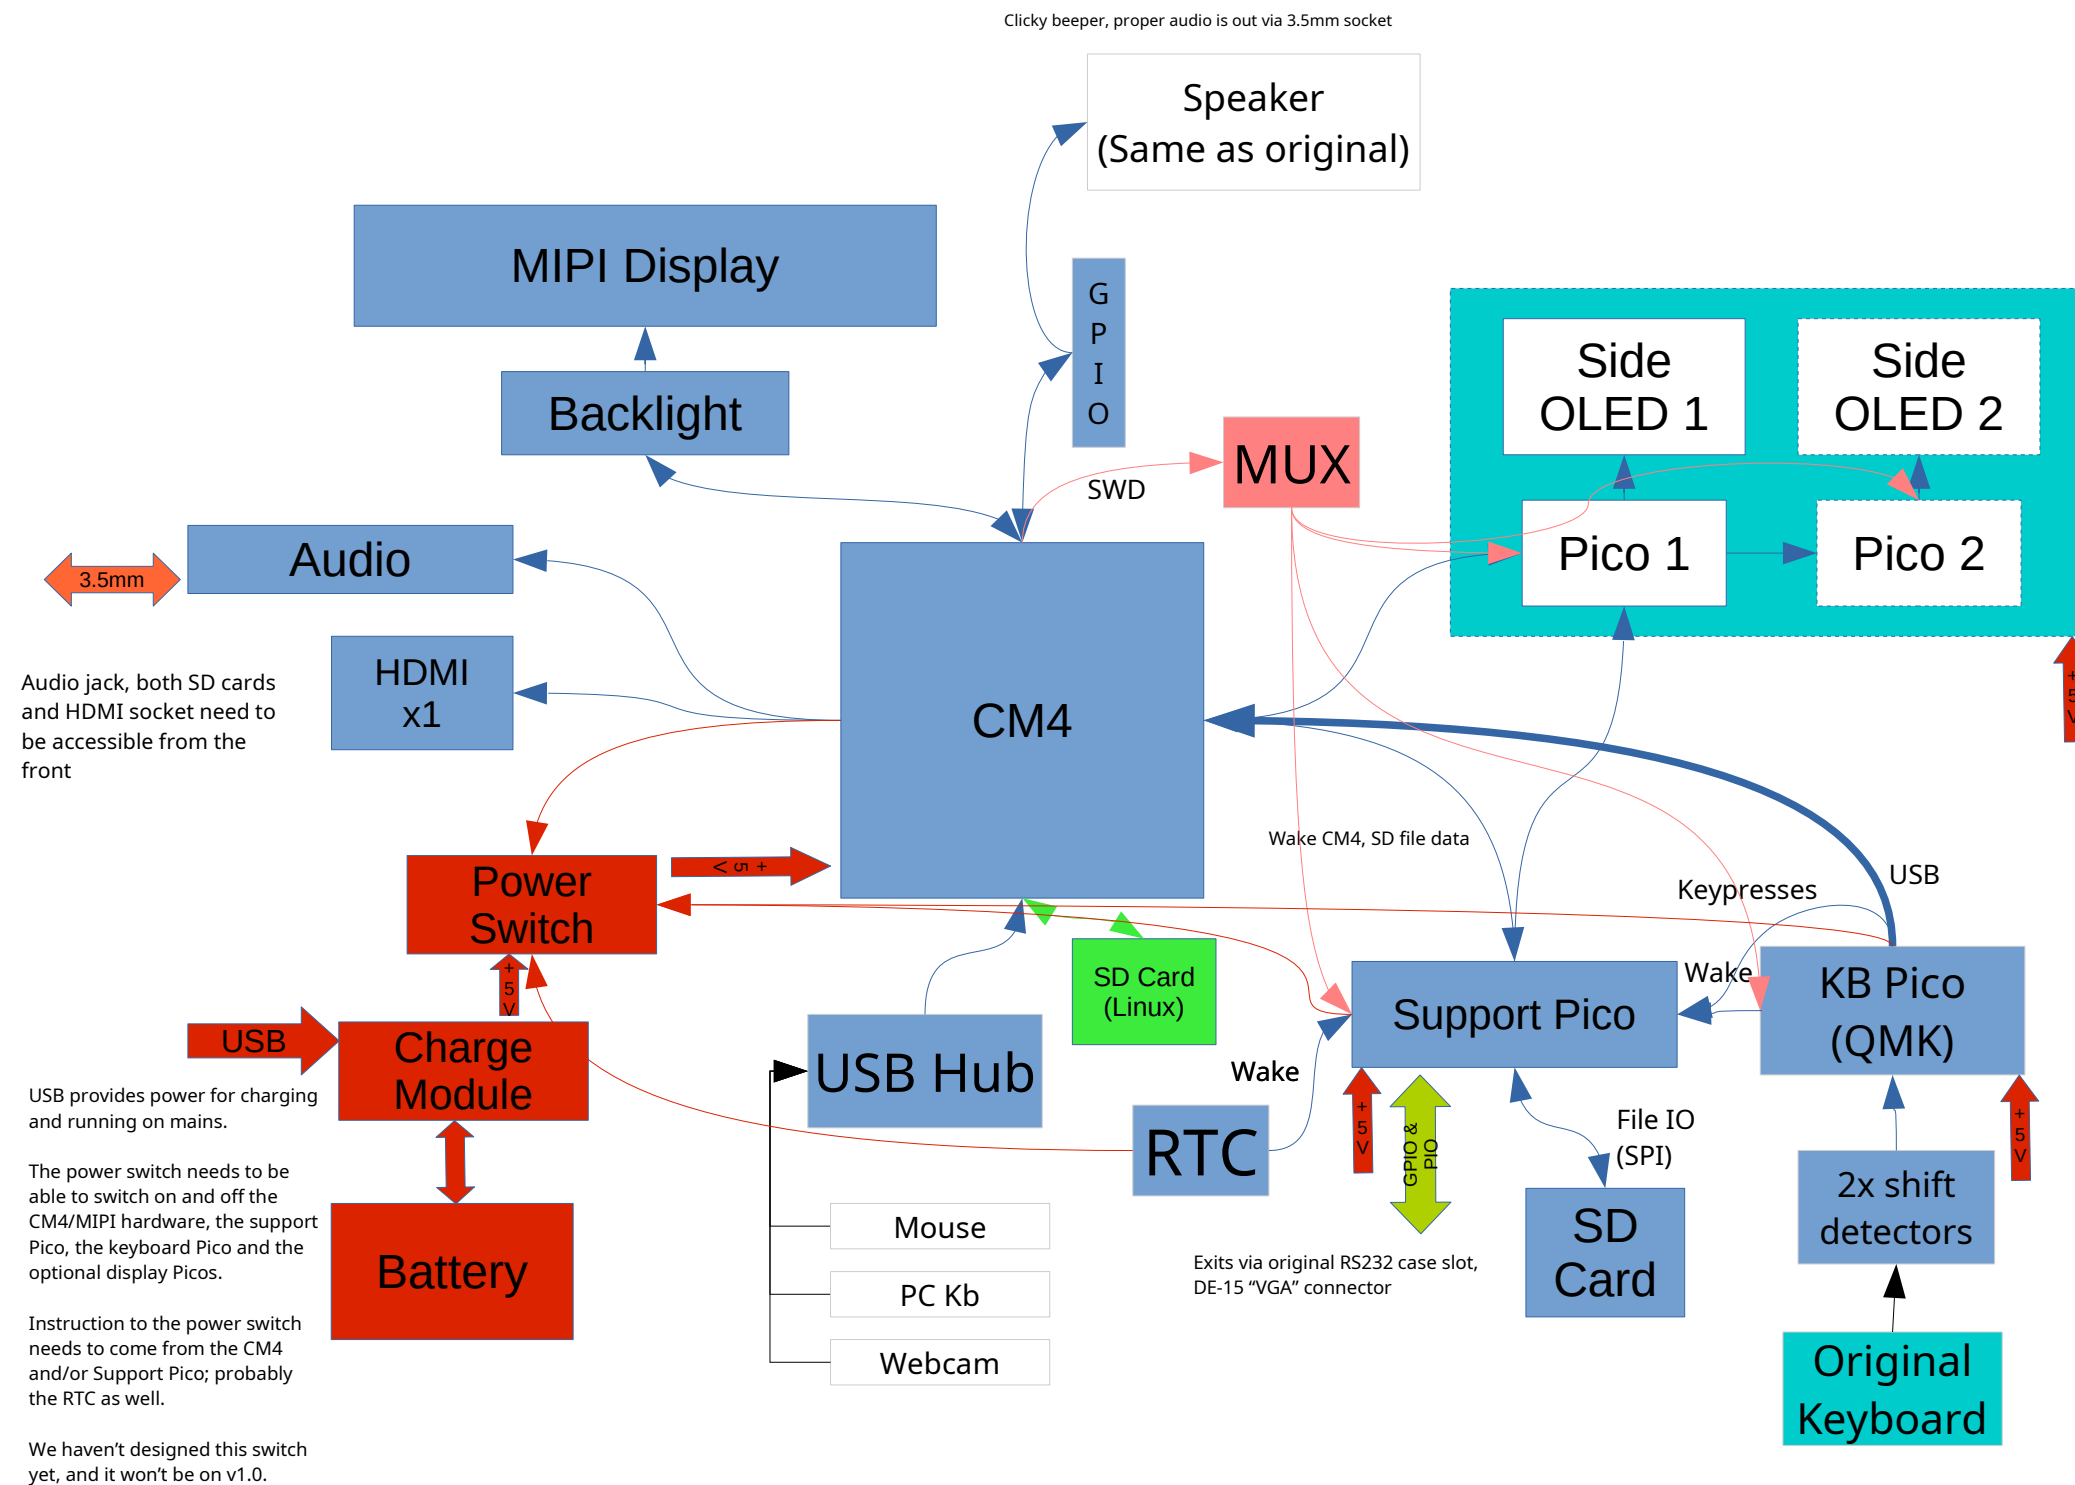 Clicky beeper, proper audio is out via 3.5mm socket
Speaker
(Same as original)
MIPI Display
G
P
I
O
Backlight
MUX
SWD
Side
OLED 1
Side
OLED 2
Pico 1
Pico 2
Audio
3.5mm
HDMI
x1
CM4
Audio jack, both SD cards
and HDMI socket need to
be accessible from the
front
+
5
V
Power
Switch
+
5
V
Wake CM4, SD file data
Keypresses
USB
SD Card
(Linux)
Wake
Support Pico
KB Pico
(QMK)
+
5
V
USB
Charge
Module
USB Hub
Wake
RTC
+
5
V
GPIO &
PIO
File IO
(SPI)
+
5
V
2x shift
detectors
SD
Card
USB provides power for charging
and running on mains.
The power switch needs to be
able to switch on and off the
CM4/MIPI hardware, the support
Pico, the keyboard Pico and the
optional display Picos.
Instruction to the power switch
needs to come from the CM4
and/or Support Pico; probably
the RTC as well.
We haven’t designed this switch
yet, and it won’t be on v1.0.
Battery
Mouse
PC Kb
Webcam
Exits via original RS232 case slot,
DE-15 “VGA” connector
Original
Keyboard